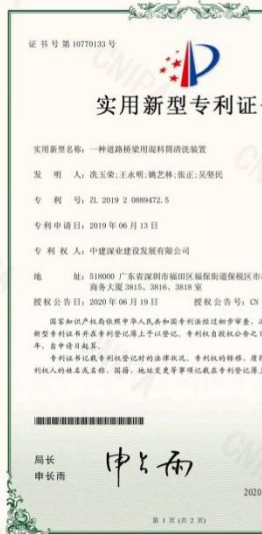 证书号第10770133号
实用新型专利证
实用新型名称：一种道路桥梁用混料筒清洗装置
发 明 人：冼玉荣;王永明;姚艺林;张正;吴坚民
专 利 号：ZL 2019 2 0889472.5
专利申请日：2019年06月13日
专 利 权 人：中建深业建设发展有限公司
地 址：518000 广东省深圳市福田区福保街道保税区市
商务大厦3815、3816、3818室
授权公告日：2020年06月19日 授权公告号：CN
国家知识产权局依照中华人民共和国专利法经过初步审查，
新型专利证书并在专利登记簿上予以登记。专利权自授权公告之日
年，自申请日起算。
专利证书记载专利权登记时的法律状况。专利权的转移、质
利权人的姓名或名称、国籍、地址变更等事项记载在专利登记簿上
局长
申长雨
申长雨
2020
第 1 页 (共 2 页)